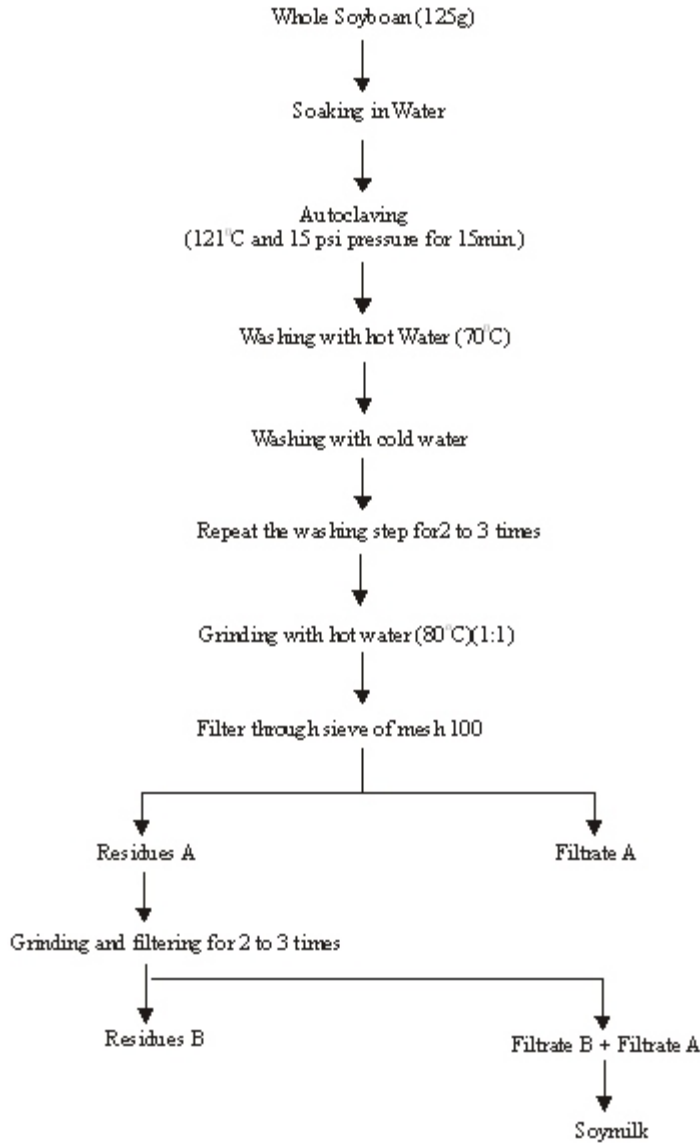 Whole Soyboan (125g)
Soaking in Water
Autoclaving
(121°C and 15 psi pressure for 15min.)
Washing with hot Water (70°C)
Washing with cold water
Repeat the washing step for2 to 3 times
Grinding with hot water (80°C)(1:1)
Filter through sieve of mesh 100
Residues A
Filtrate A
Grinding and filtering for 2 to 3 times
Residues B
Filtrate B + Filtrate A
Soymilk